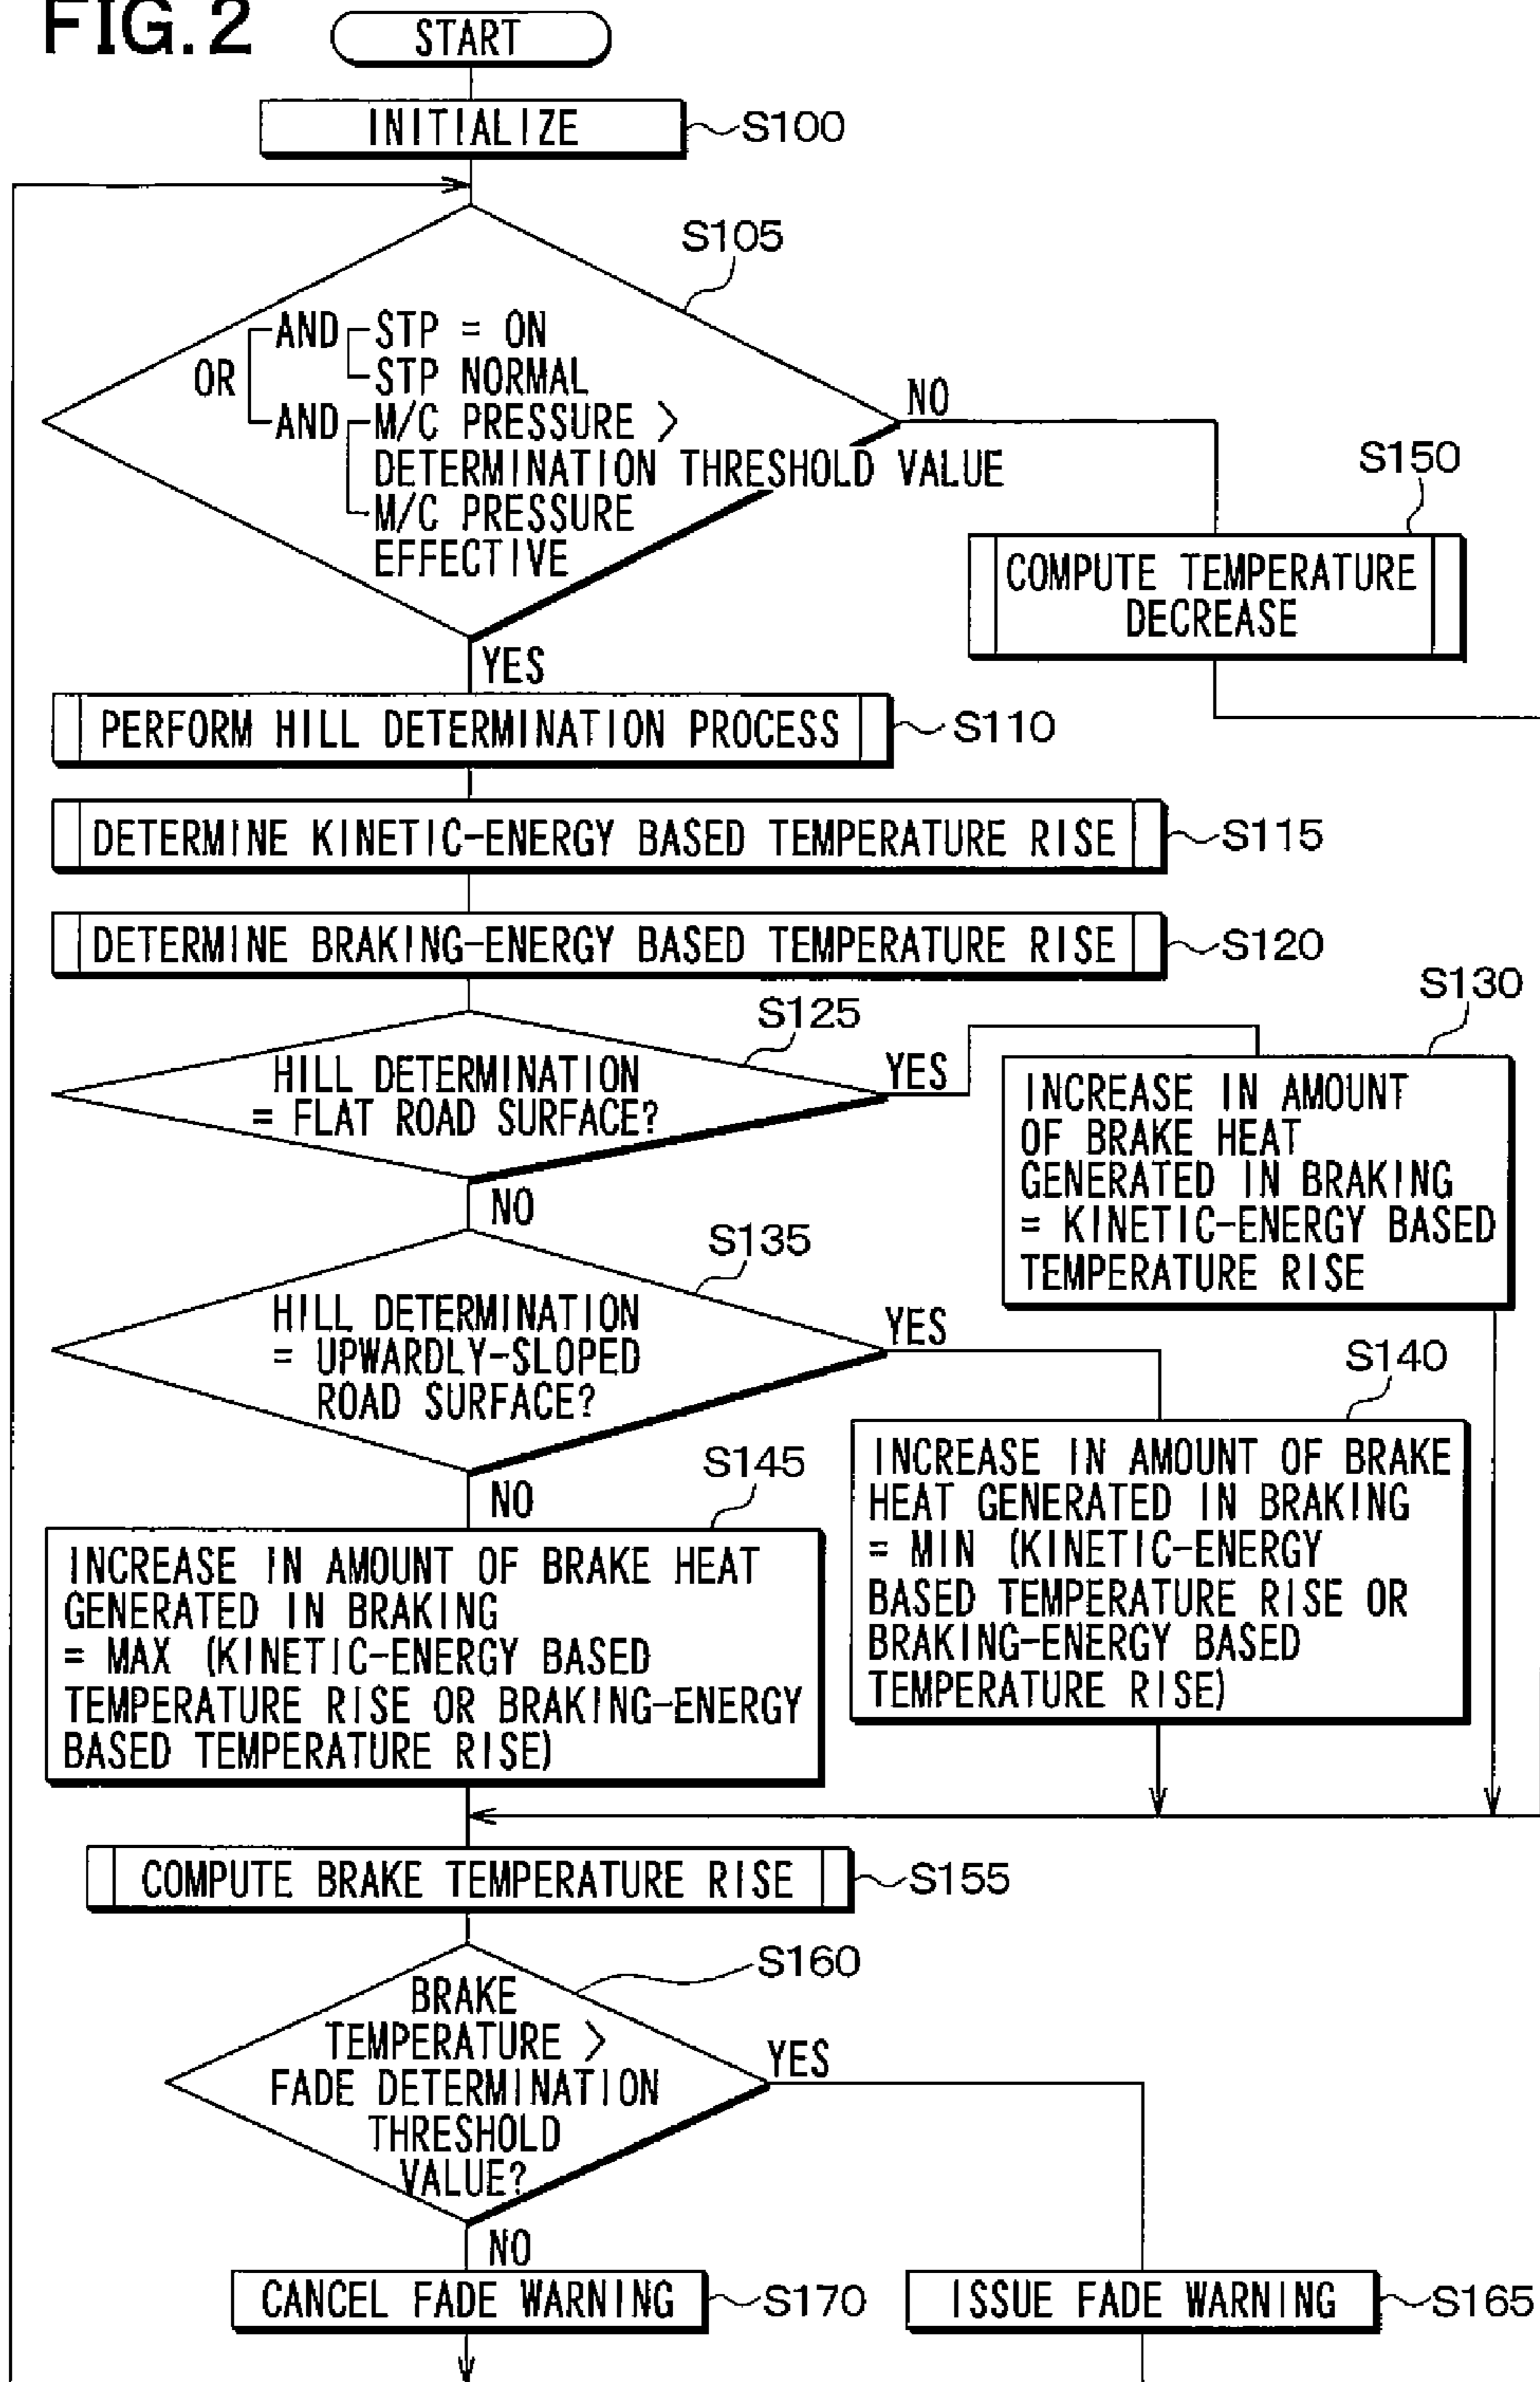 FIG.2
START
INITIALIZE
S100
S105
OR
AND
STP = ON
STP NORMAL
AND
M/C PRESSURE >
DETERMINATION THRESHOLD VALUE
M/C PRESSURE
EFFECTIVE
NO
S150
COMPUTE TEMPERATURE
DECREASE
YES
PERFORM HILL DETERMINATION PROCESS
S110
DETERMINE KINETIC-ENERGY BASED TEMPERATURE RISE
S115
DETERMINE BRAKING-ENERGY BASED TEMPERATURE RISE
S120
S125
HILL DETERMINATION
= FLAT ROAD SURFACE?
YES
S130
INCREASE IN AMOUNT
OF BRAKE HEAT
GENERATED IN BRAKING
= KINETIC-ENERGY BASED
TEMPERATURE RISE
NO
S135
HILL DETERMINATION
= UPWARDLY-SLOPED
ROAD SURFACE?
YES
S140
INCREASE IN AMOUNT OF BRAKE
HEAT GENERATED IN BRAKING
= MIN (KINETIC-ENERGY
BASED TEMPERATURE RISE OR
BRAKING-ENERGY BASED
TEMPERATURE RISE)
NO
S145
INCREASE IN AMOUNT OF BRAKE HEAT
GENERATED IN BRAKING
= MAX (KINETIC-ENERGY BASED
TEMPERATURE RISE OR BRAKING-ENERGY
BASED TEMPERATURE RISE)
COMPUTE BRAKE TEMPERATURE RISE
S155
S160
BRAKE
TEMPERATURE >
FADE DETERMINATION
THRESHOLD
VALUE?
YES
NO
CANCEL FADE WARNING
S170
ISSUE FADE WARNING
S165